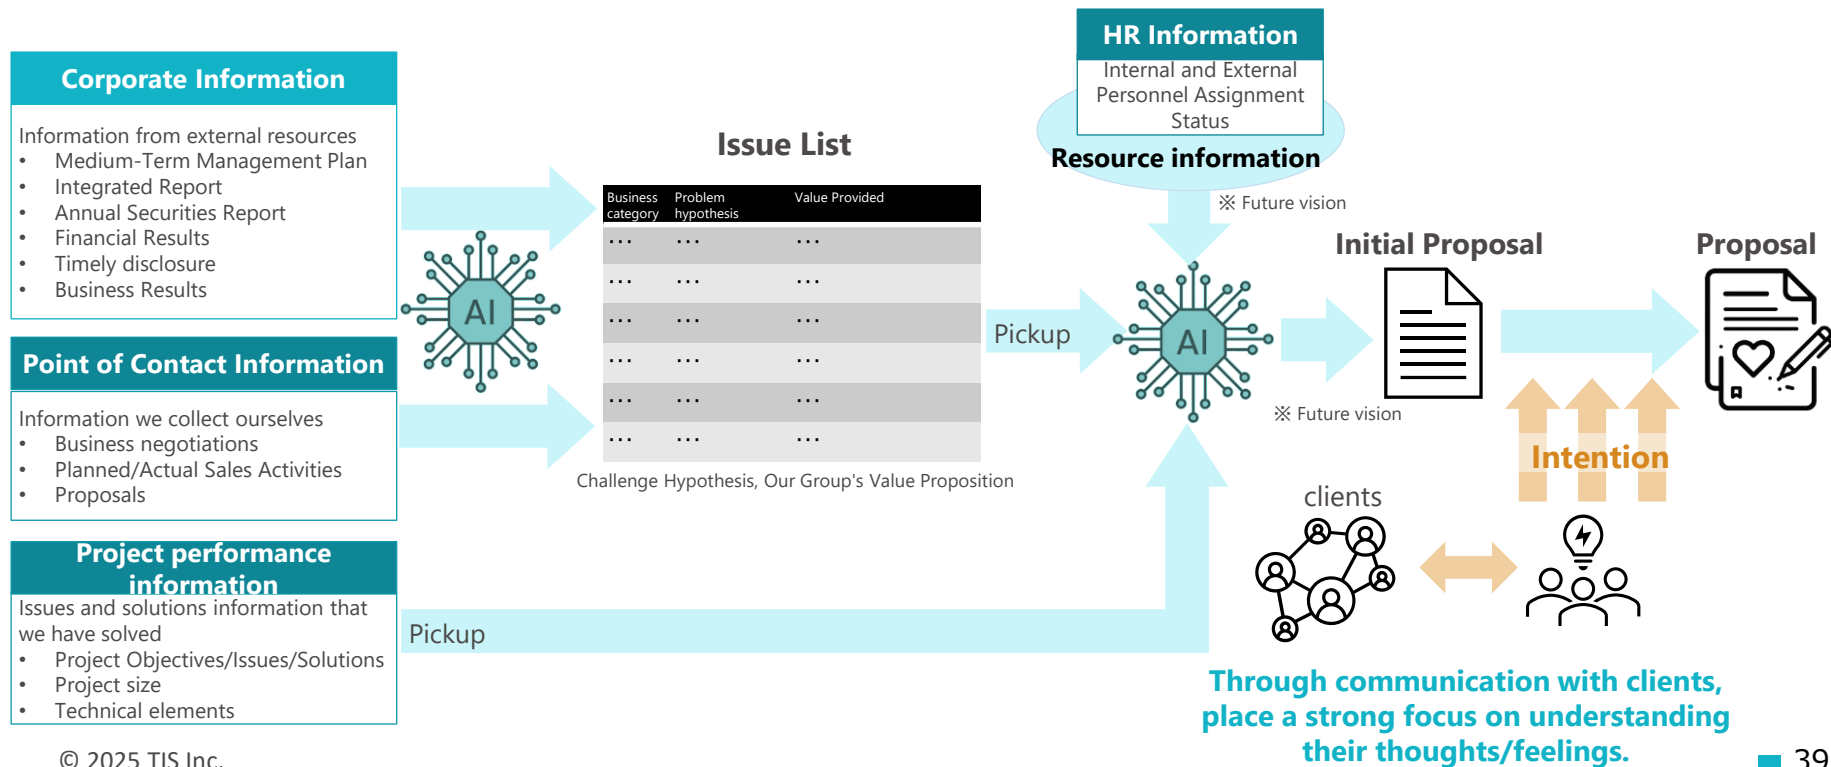 Corporate Information
Information from external resources
• Medium-Term Management Plan
• Integrated Report
• Annual Securities Report
• Financial Results
• Timely disclosure
• Business Results
Point of Contact Information
Information we collect ourselves
• Business negotiations
• Planned/Actual Sales Activities
• Proposals
Project performance
information
Issues and solutions information that
we have solved
• Project Objectives/Issues/Solutions
• Project size
• Technical elements
AI
Issue List
Business
category
Problem
hypothesis
Value Provided
… … …
… … …
… … …
… … …
… … …
… … …
Challenge Hypothesis, Our Group's Value Proposition
Pickup
Pickup
HR Information
Internal and External
Personnel Assignment
Status
Resource information
※ Future vision
AI
※ Future vision
Initial Proposal
Proposal
Intention
clients
Through communication with clients,
place a strong focus on understanding
their thoughts/feelings.
© 2025 TIS Inc.
39